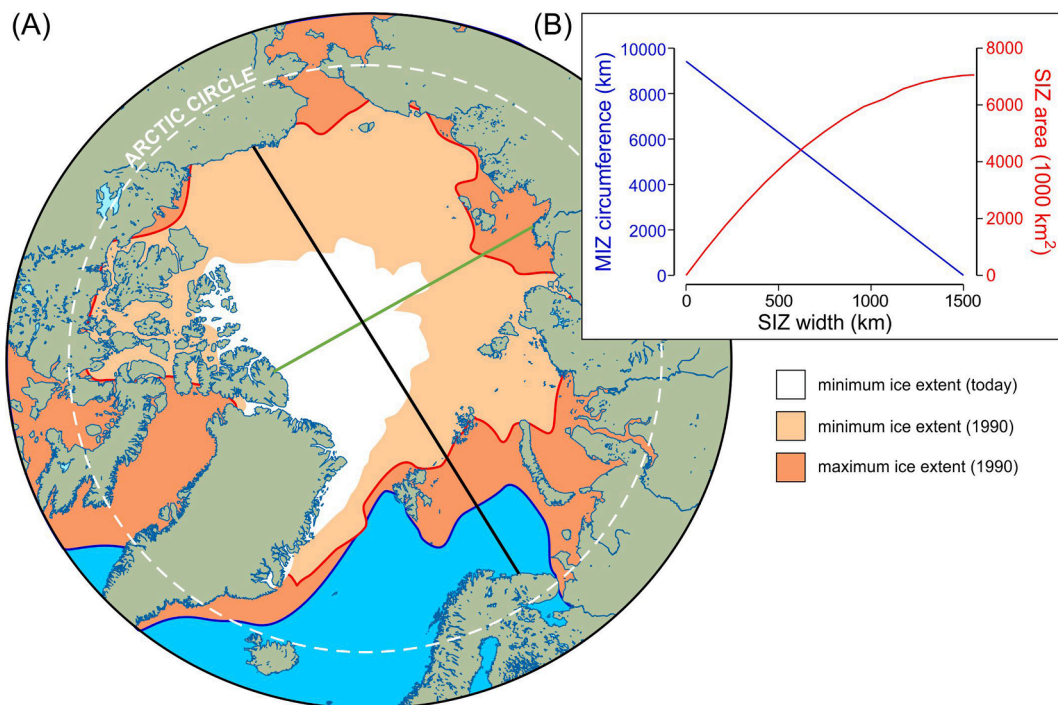 (A)
ARCTIC CIRCLE
(B)
MIZ circumference (km)
10000
8000
6000
4000
2000
0
SIZ area (1000 km²)
8000
6000
4000
2000
0
0 500 1000 1500
SIZ width (km)
minimum ice extent (today)
minimum ice extent (1990)
maximum ice extent (1990)